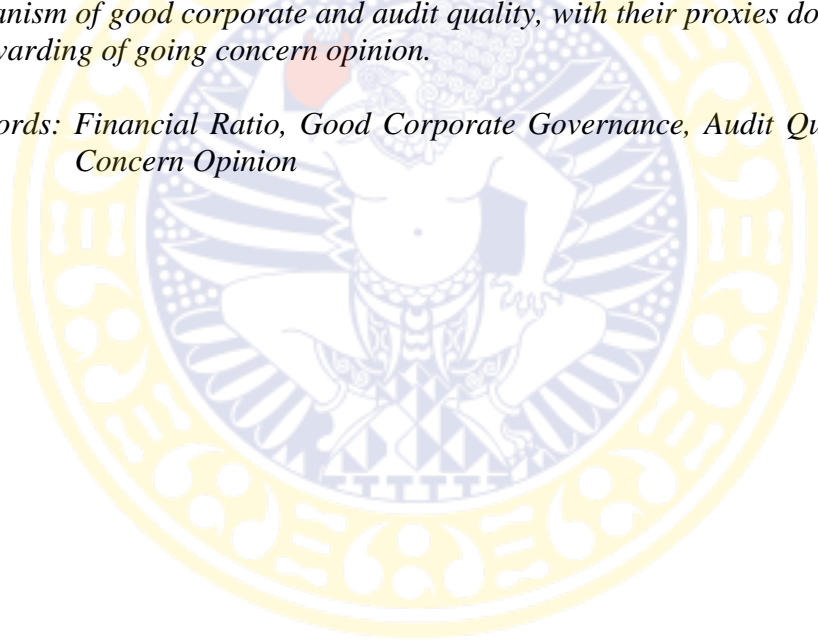 anism of good corporate and audit quality, with their proxies do
warding of going concern opinion.
ords: Financial Ratio, Good Corporate Governance, Audit Qu
Concern Opinion